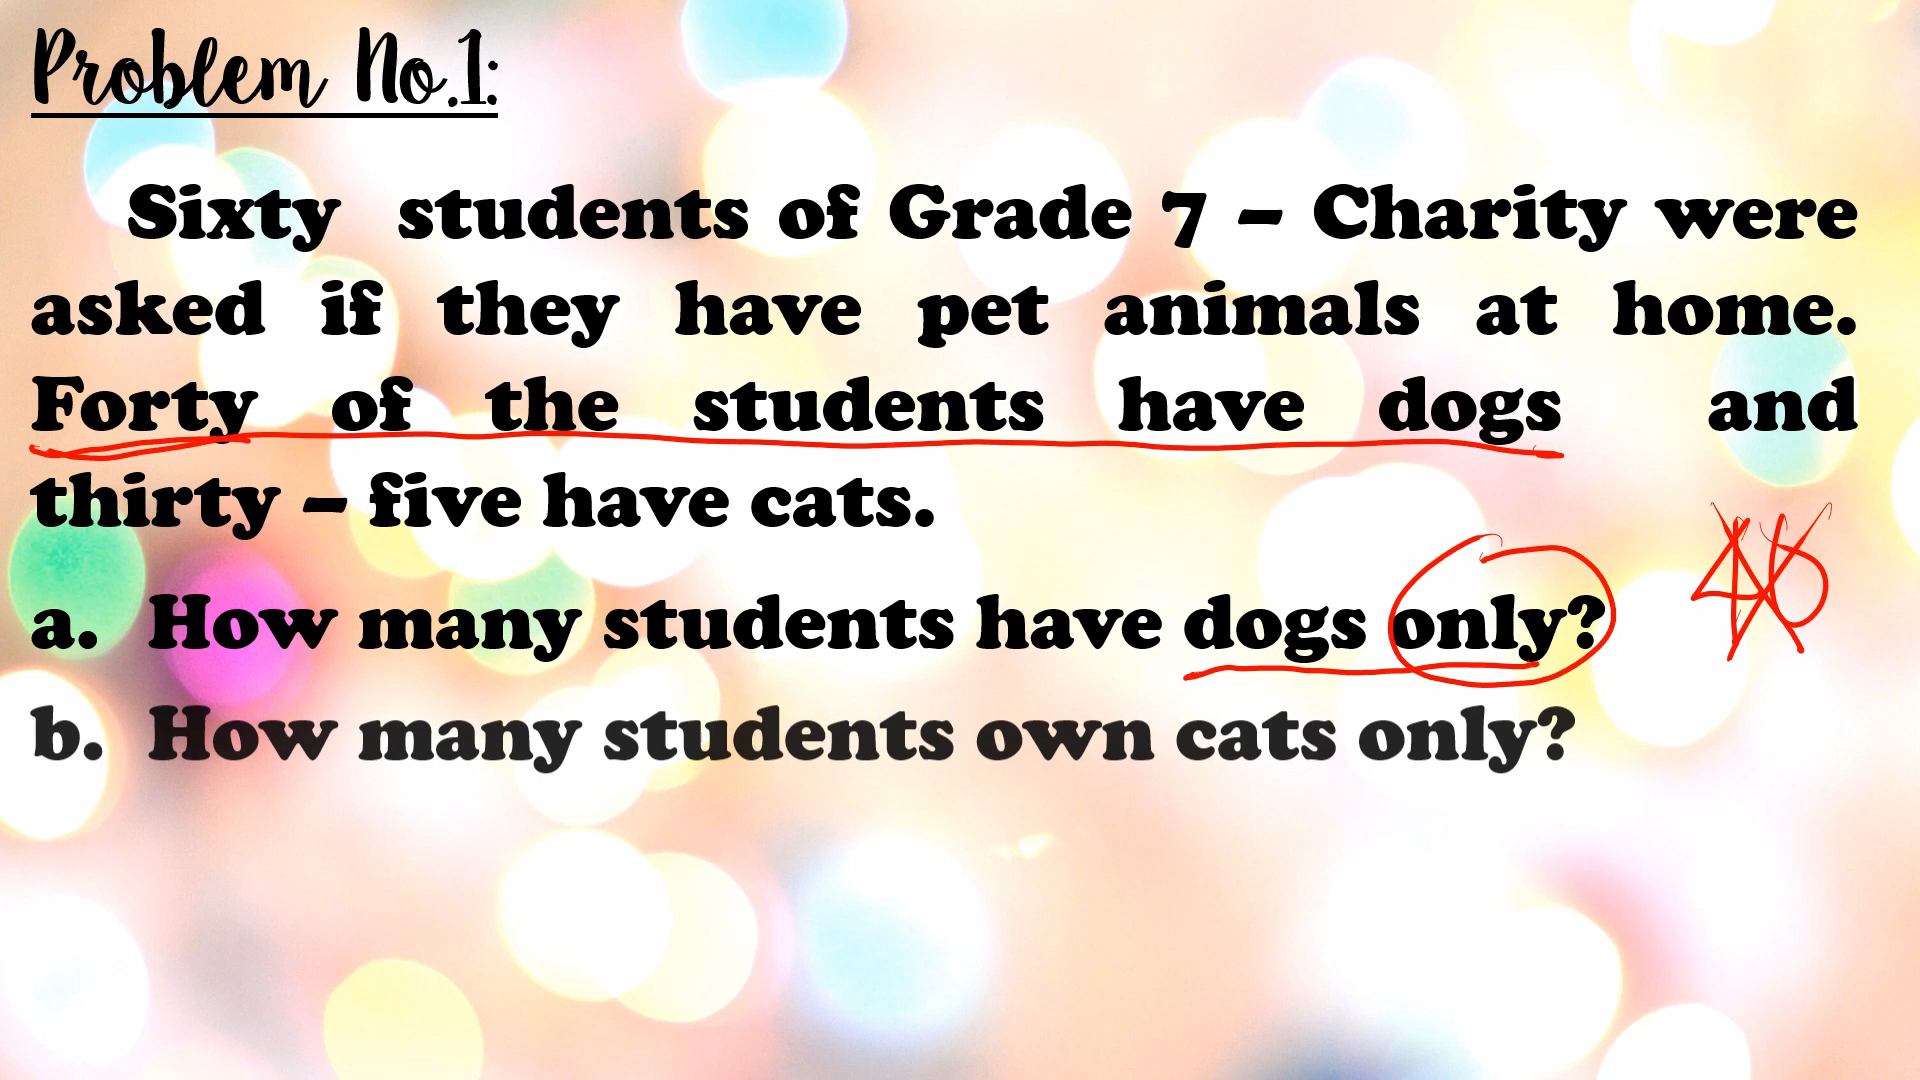 Problem No.1:
Sixty students of Grade 7 – Charity were
asked if they have pet animals at home.
Forty of the students have dogs and
thirty – five have cats.
a. How many students have dogs only?
b. How many students own cats only?